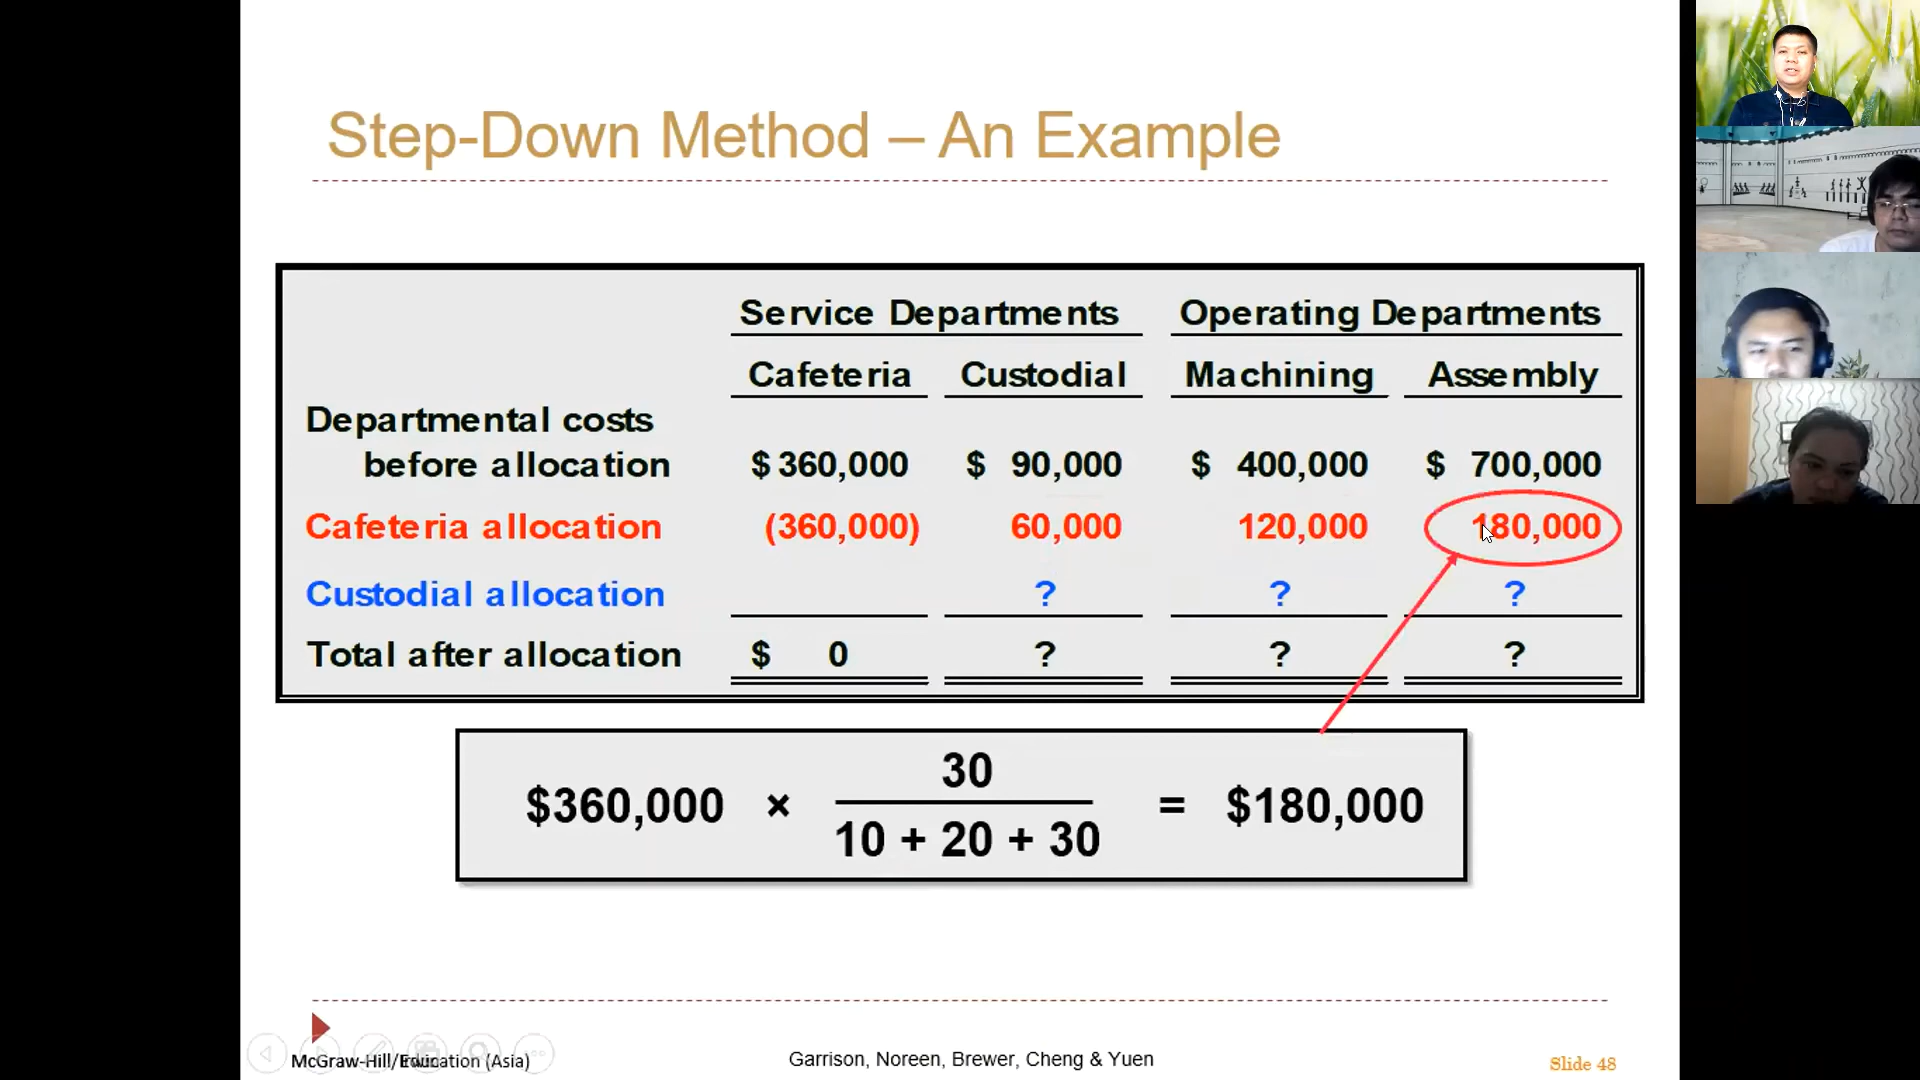 Step-Down Method – An Example
Service Departments Operating Departments
Cafeteria Custodial Machining Assembly
Departmental costs
before allocation $ 360,000 $ 90,000 $ 400,000 $ 700,000
Cafeteria allocation (360,000) 60,000 120,000 180,000
Custodial allocation ? ? ?
Total after allocation $ 0 ? ? ?
30
$360,000 × = $180,000
10 + 20 + 30
McGraw-Hill/ (Asia) Garrison, Noreen, Brewer, Cheng & Yuen Slide 48